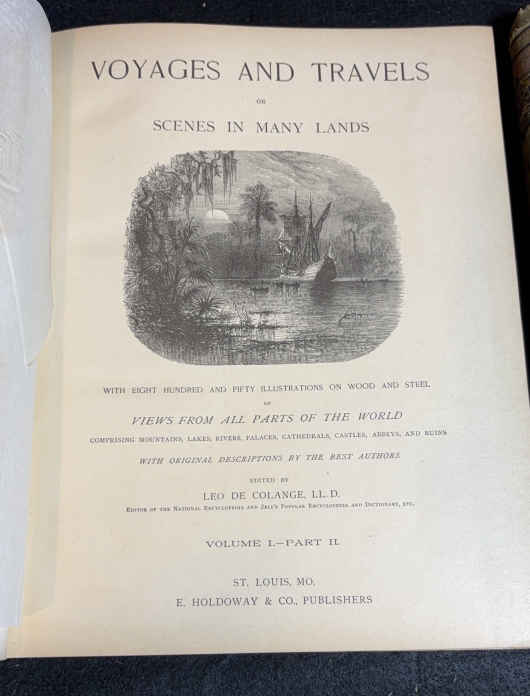 VOYAGES AND TRAVELS
OR
SCENES IN MANY LANDS
WITH EIGHT HUNDRED AND FIFTY ILLUSTRATIONS ON WOOD AND STEEL
OF
VIEWS FROM ALL PARTS OF THE WORLD
COMPRISING MOUNTAINS, LAKES, RIVERS, PALACES, CATHEDRALS, CASTLES, ABBEYS, AND RUINS
WITH ORIGINAL DESCRIPTIONS BY THE BEST AUTHORS.
EDITED BY
LEO DE COLANGE, LL.D.
EDITOR OF THE NATIONAL ENCYCLOPEDIA AND ZELL'S POPULAR ENCYCLOPEDIA AND DICTIONARY, ETC.
VOLUME I.—PART II.
ST. LOUIS, MO.
E. HOLDOWAY & CO., PUBLISHERS